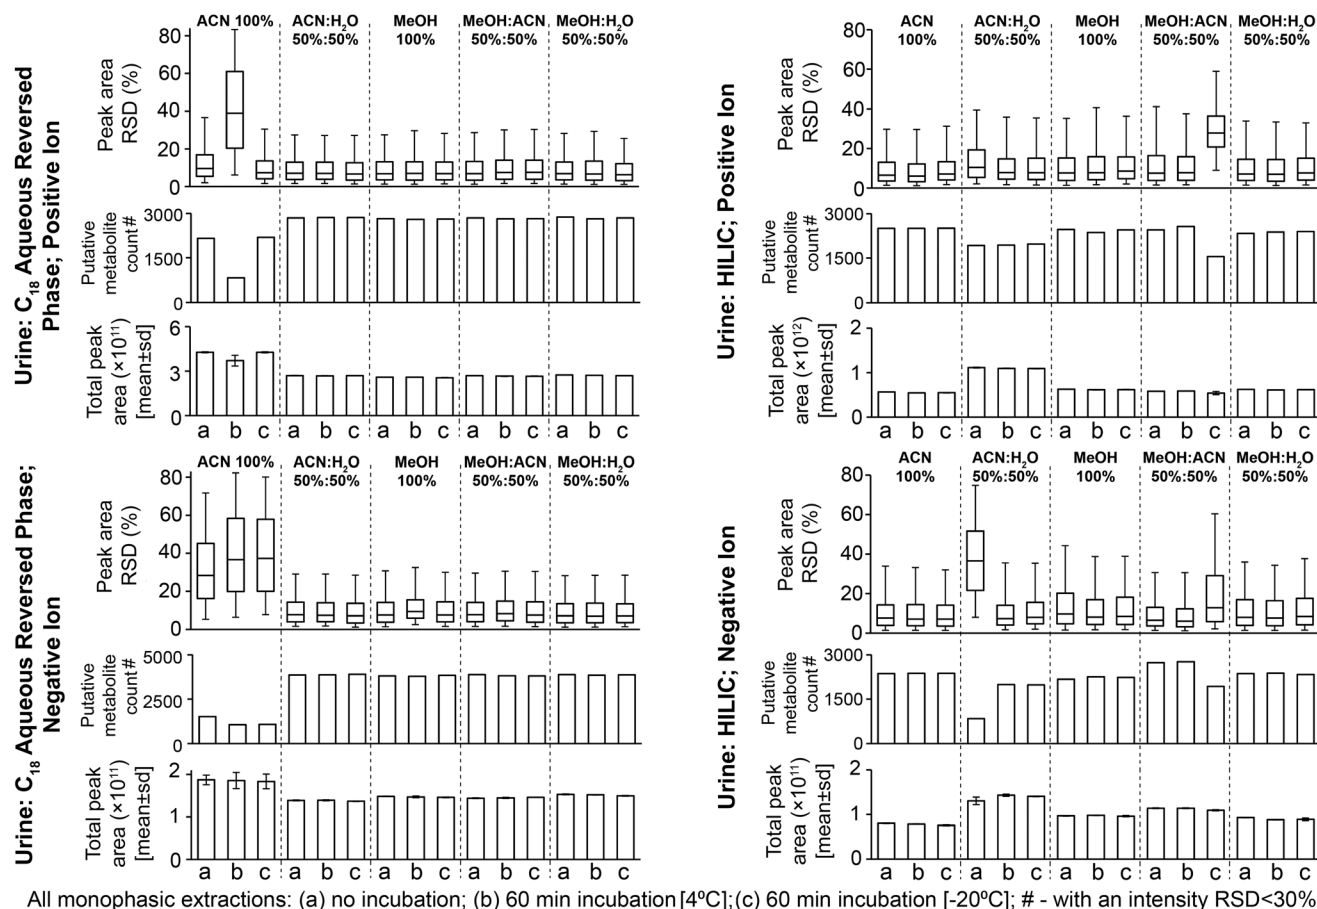 Urine: C18 Aqueous Reversed
Phase; Positive Ion
ACN 100%
ACN:H2O
50%:50%
MeOH
100%
MeOH:ACN
50%:50%
MeOH:H2O
50%:50%
Peak area
RSD (%)
80
60
40
20
0
Putative
metabolite
count#
3000
1500
0
Total peak
area (×10¹¹)
[mean±sd]
6
3
0
a b c a b c a b c a b c a b c
Urine: HILIC; Positive Ion
ACN
100%
ACN:H2O
50%:50%
MeOH
100%
MeOH:ACN
50%:50%
MeOH:H2O
50%:50%
Peak area
RSD (%)
80
60
40
20
0
Putative
metabolite
count#
3000
1500
0
Total peak
area (×10¹²)
[mean±sd]
2
1
0
a b c a b c a b c a b c a b c
Urine: C18 Aqueous Reversed Phase;
Negative Ion
ACN 100%
ACN:H2O
50%:50%
MeOH
100%
MeOH:ACN
50%:50%
MeOH:H2O
50%:50%
Peak area
RSD (%)
80
60
40
20
0
Putative
metabolite
count#
5000
2500
0
Total peak
area (×10¹¹)
[mean±sd]
2
1
0
a b c a b c a b c a b c a b c
Urine: HILIC; Negative Ion
ACN
100%
ACN:H2O
50%:50%
MeOH
100%
MeOH:ACN
50%:50%
MeOH:H2O
50%:50%
Peak area
RSD (%)
80
60
40
20
0
Putative
metabolite
count#
3000
1500
0
Total peak
area (×10¹¹)
[mean±sd]
2
1
0
a b c a b c a b c a b c a b c
All monophasic extractions: (a) no incubation; (b) 60 min incubation [4ºC];(c) 60 min incubation [-20ºC]; # - with an intensity RSD<30%